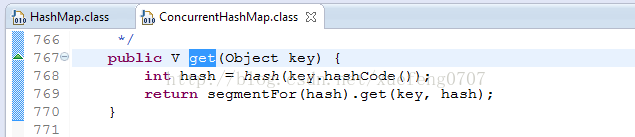 HashMap.class ConcurrentHashMap.class
766 */
767 public V get(Object key) {
768 int hash = hash(key.hashCode());
769 return segmentFor(hash).get(key, hash);
770 }
771